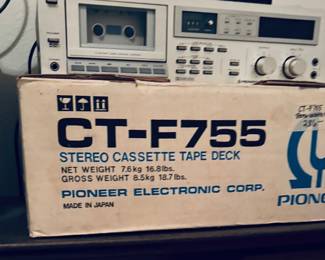 CT-F755
STEREO CASSETTE TAPE DECK
NET WEIGHT 7.6kg 16.8lbs.
GROSS WEIGHT 8.5kg 18.7lbs.
PIONEER ELECTRONIC CORP.
MADE IN JAPAN
CT-F755
PION